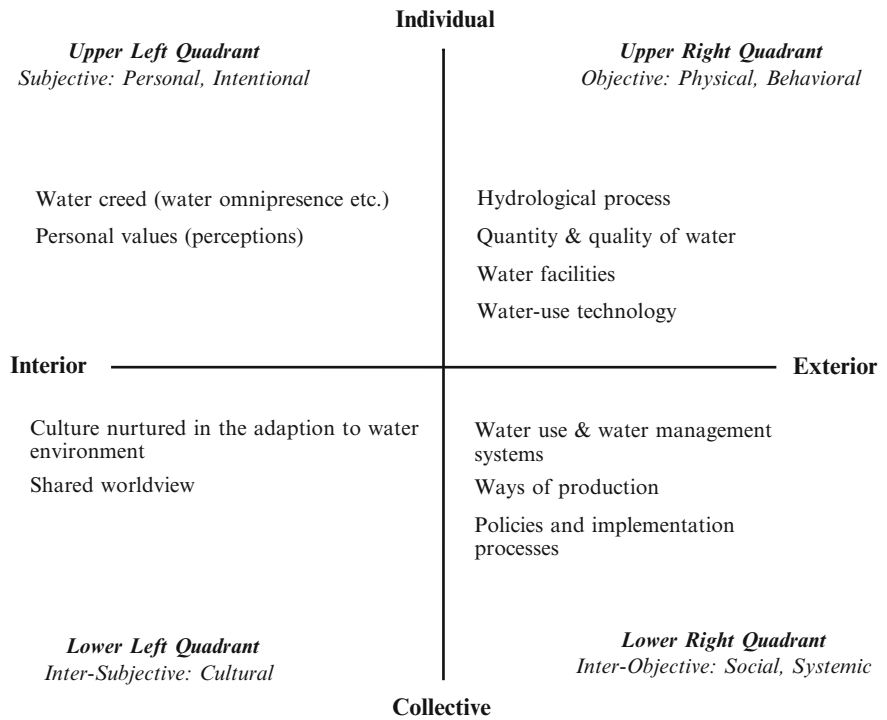 Individual
Upper Left Quadrant
Subjective: Personal, Intentional
Upper Right Quadrant
Objective: Physical, Behavioral
Water creed (water omnipresence etc.)
Personal values (perceptions)
Hydrological process
Quantity & quality of water
Water facilities
Water-use technology
Interior
Exterior
Culture nurtured in the adaption to water
environment
Shared worldview
Water use & water management
systems
Ways of production
Policies and implementation
processes
Lower Left Quadrant
Inter-Subjective: Cultural
Lower Right Quadrant
Inter-Objective: Social, Systemic
Collective